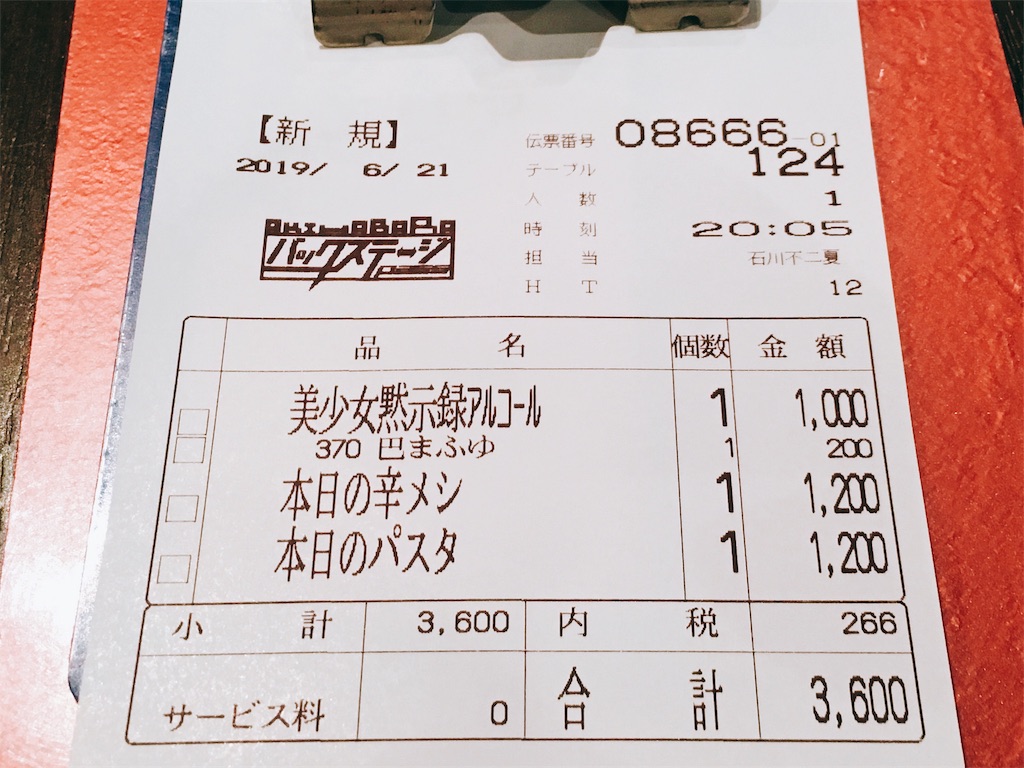 【新 規】
2019/ 6/ 21
AKIHABARA
バックステージ
伝票番号 08666-01
テーブル 124
人 数 1
時 刻 20:05
担 当 石川不二夏
H T 12
品 名 個数 金 額
美少女黙示録アルコール 1 1,000
370 巴まふゆ 1 200
本日の辛メシ 1 1,200
本日のパスタ 1 1,200
小 計 3,600 内 税 266
サービス料 0 合 計 3,600